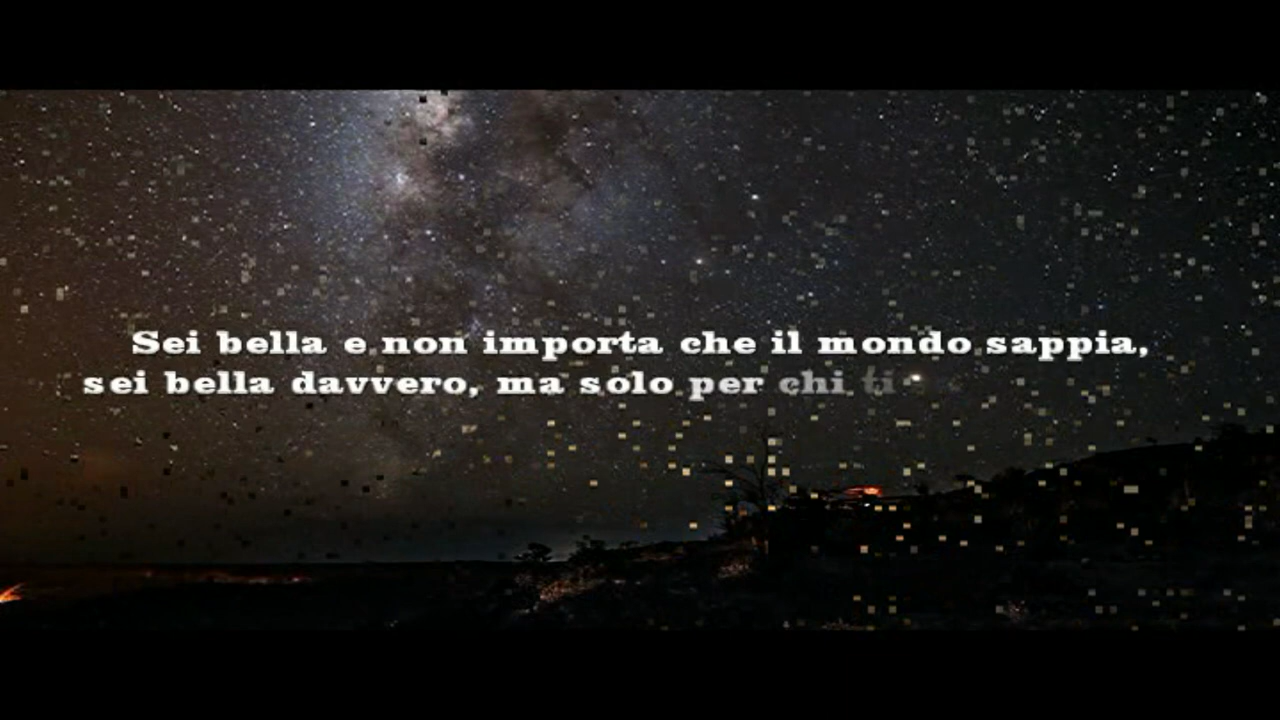 Sei bella e non importa che il mondo sappia,
sei bella davvero, ma solo per chi ti